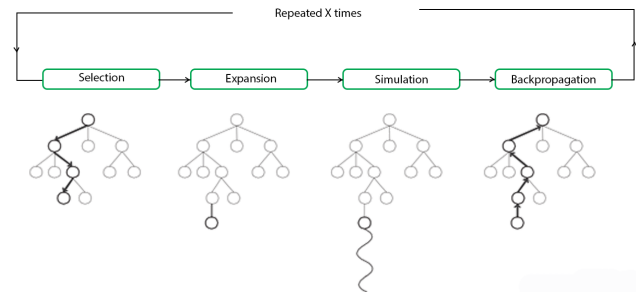 Repeated X times
Selection
Expansion
Simulation
Backpropagation